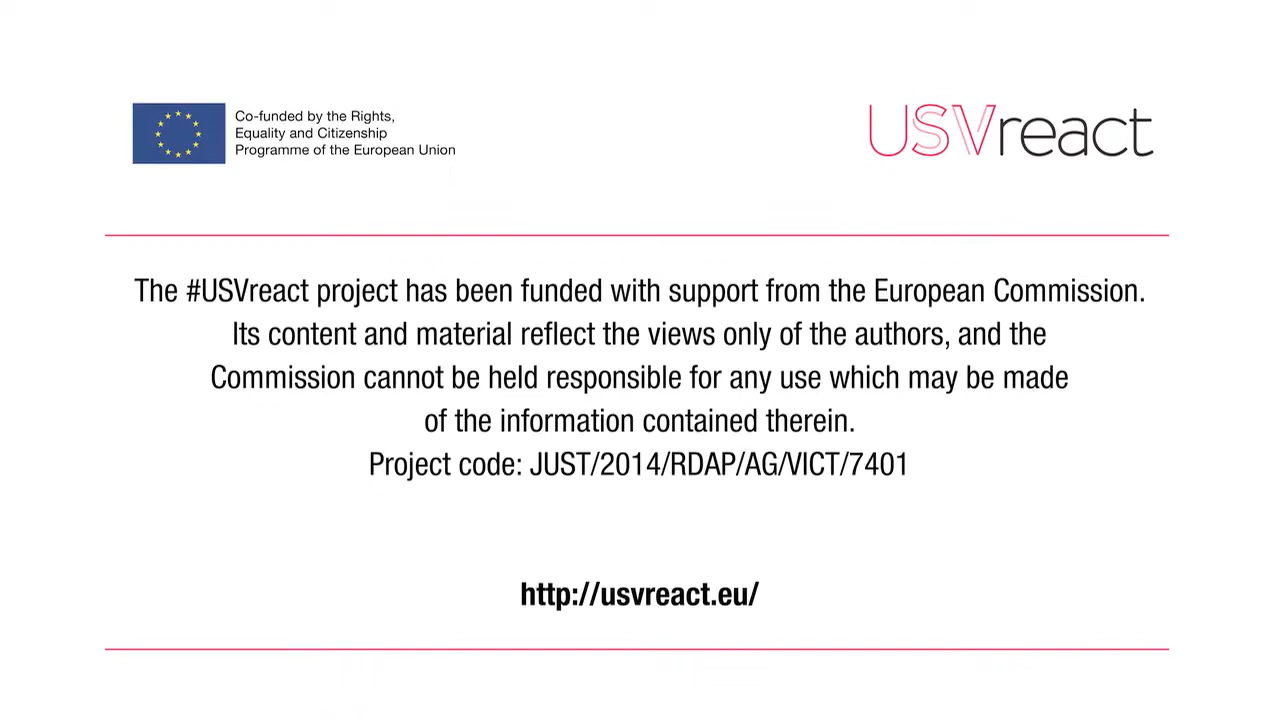 Co-funded by the Rights,
Equality and Citizenship
Programme of the European Union
USVreact
The #USVreact project has been funded with support from the European Commission.
Its content and material reflect the views only of the authors, and the
Commission cannot be held responsible for any use which may be made
of the information contained therein.
Project code: JUST/2014/RDAP/AG/VICT/7401
http://usvreact.eu/